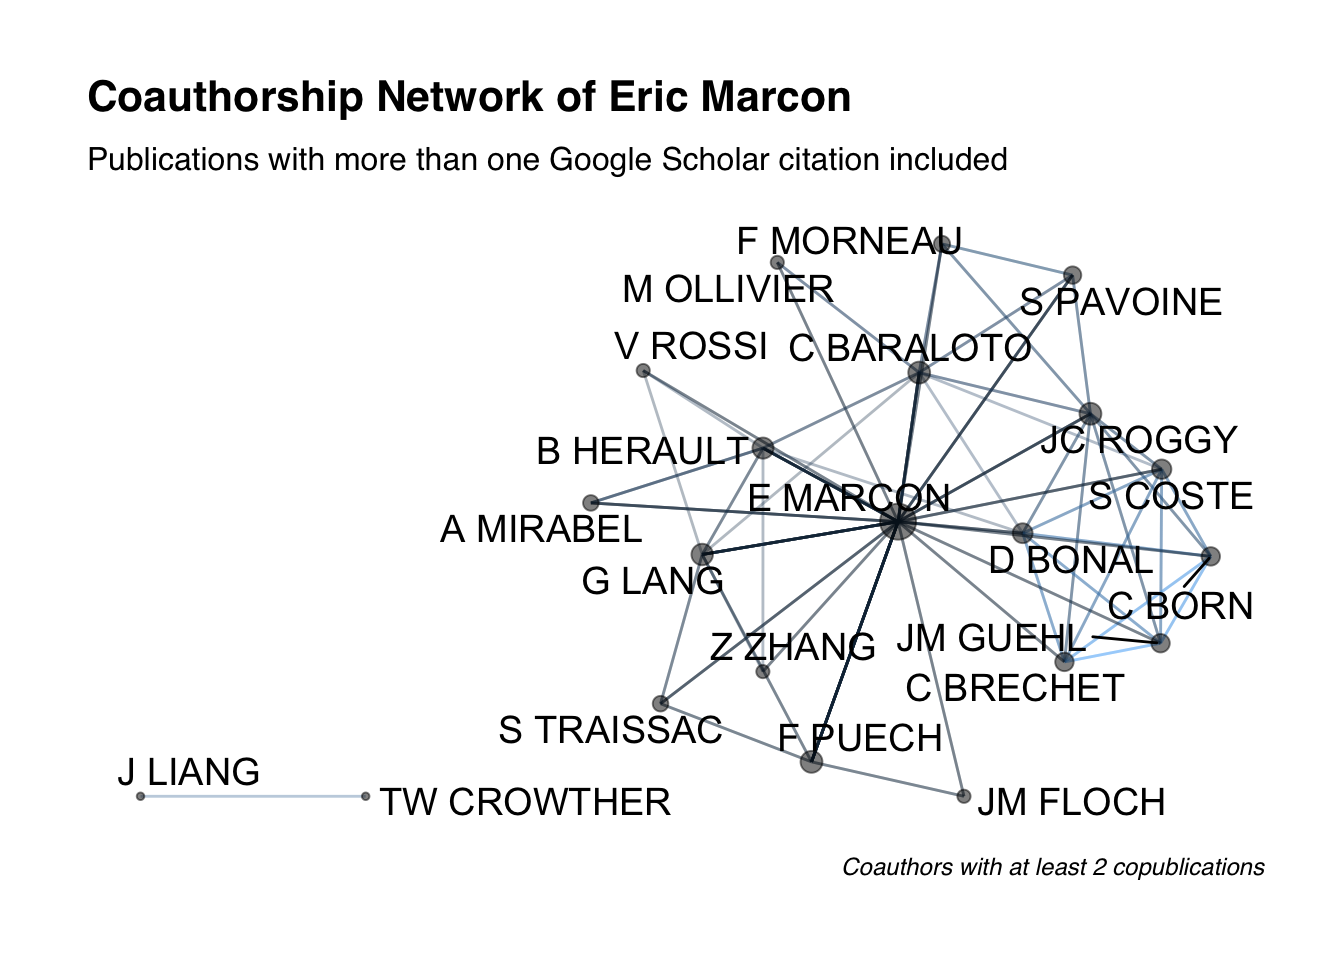 Coauthorship Network of Eric Marcon
Publications with more than one Google Scholar citation included
F MORNEAU
M OLLIVIER
S PAVOINE
V ROSSI
C BARALOTO
B HERAULT
JC ROGGY
E MARCON
S COSTE
A MIRABEL
D BONAL
G LANG
C BORN
Z ZHANG
JM GUEHL
C BRECHET
S TRAISSAC
F PUECH
J LIANG
TW CROWTHER
JM FLOCH
Coauthors with at least 2 copublications